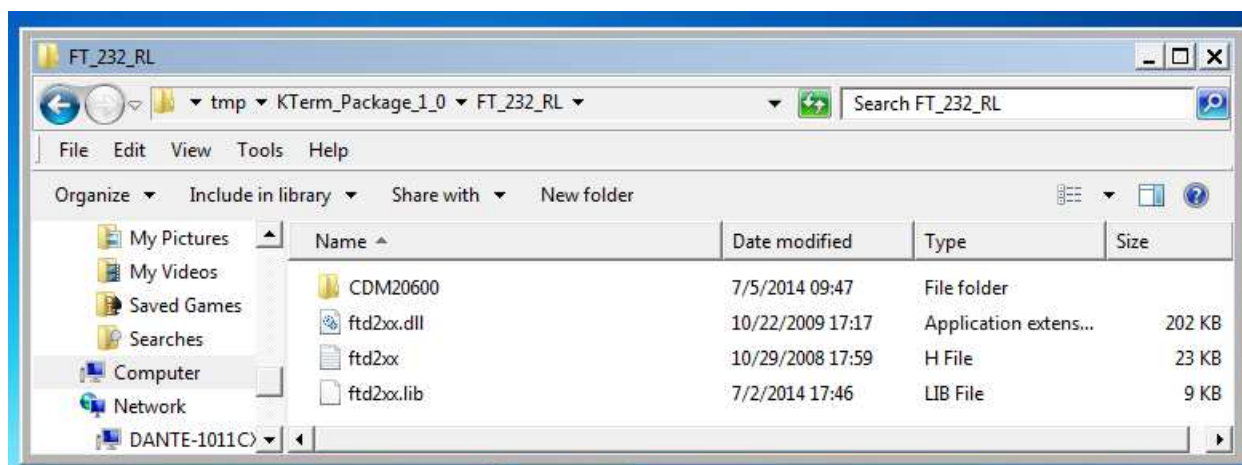 FT_232_RL
tmp KTerm_Package_1_0 FT_232_RL Search FT_232_RL
File Edit View Tools Help
Organize Include in library Share with New folder
My Pictures
My Videos
Saved Games
Searches
Computer
Network
DANTE-1011C
Name Date modified Type Size
CDM20600 7/5/2014 09:47 File folder
ftd2xx.dll 10/22/2009 17:17 Application extens... 202 KB
ftd2xx 10/29/2008 17:59 H File 23 KB
ftd2xx.lib 7/2/2014 17:46 LIB File 9 KB